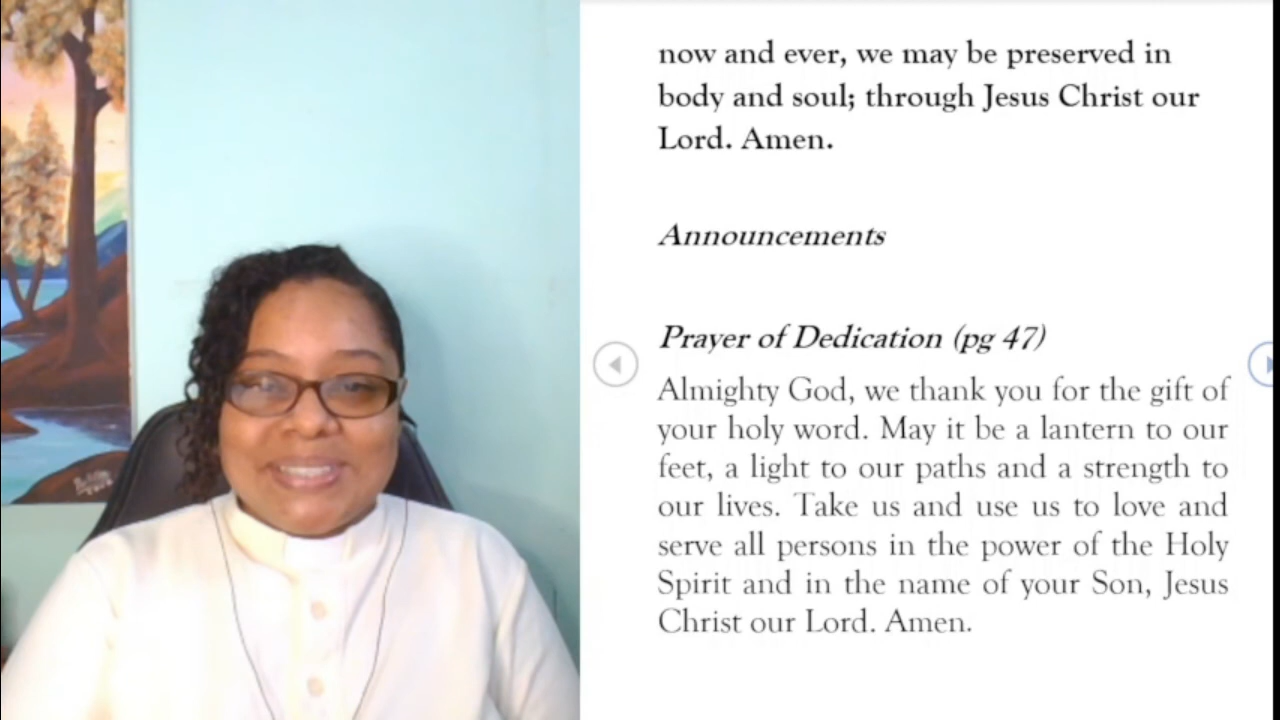 now and ever, we may be preserved in
body and soul; through Jesus Christ our
Lord. Amen.
Announcements
Prayer of Dedication (pg 47)
Almighty God, we thank you for the gift of
your holy word. May it be a lantern to our
feet, a light to our paths and a strength to
our lives. Take us and use us to love and
serve all persons in the power of the Holy
Spirit and in the name of your Son, Jesus
Christ our Lord. Amen.